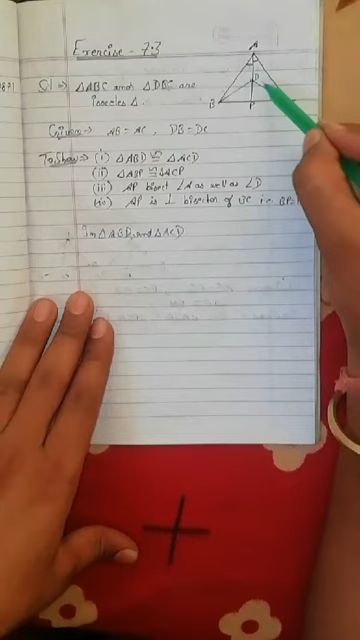 Exercise - 7.3
A
Q1 → △ABC and △DBC are
isoceles △.
D
B
P
Given → AB = AC, DB = DC
To Show → (i) △ABD ≅ △ACD
(ii) △ABP ≅ △ACP
(iii) AP bisect ∠A as well as ∠D
(iv) AP is ⊥ bisector of BC i.e.
In △ABD and △ACD